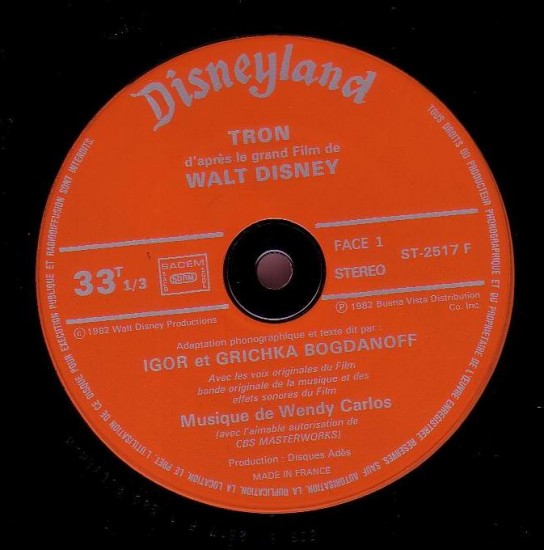 Disneyland
TRON
d'après le grand Film de
WALT DISNEY
33T 1/3
SACEM
SDRM
FACE 1
STEREO
ST-2517 F
© 1982 Walt Disney Productions
℗ 1982 Buena Vista Distribution
Co. Inc.
Adaptation phonographique et texte dit par :
IGOR et GRICHKA BOGDANOFF
Avec les voix originales du Film
bande originale de la musique et des
effets sonores du Film
Musique de Wendy Carlos
(avec l'aimable autorisation de
CBS MASTERWORKS)
Production : Disques Adès
MADE IN FRANCE
TOUS DROITS DU PRODUCTEUR PHONOGRAPHIQUE ET DU PROPRIETAIRE DE L'ŒUVRE ENREGISTREE RESERVES SAUF AUTORISATION, LA DUPLICATION, LA LOCATION, LE PRET, L'UTILISATION DE CE DISQUE POUR EXECUTION PUBLIQUE ET RADIODIFFUSION SONT INTERDITS.